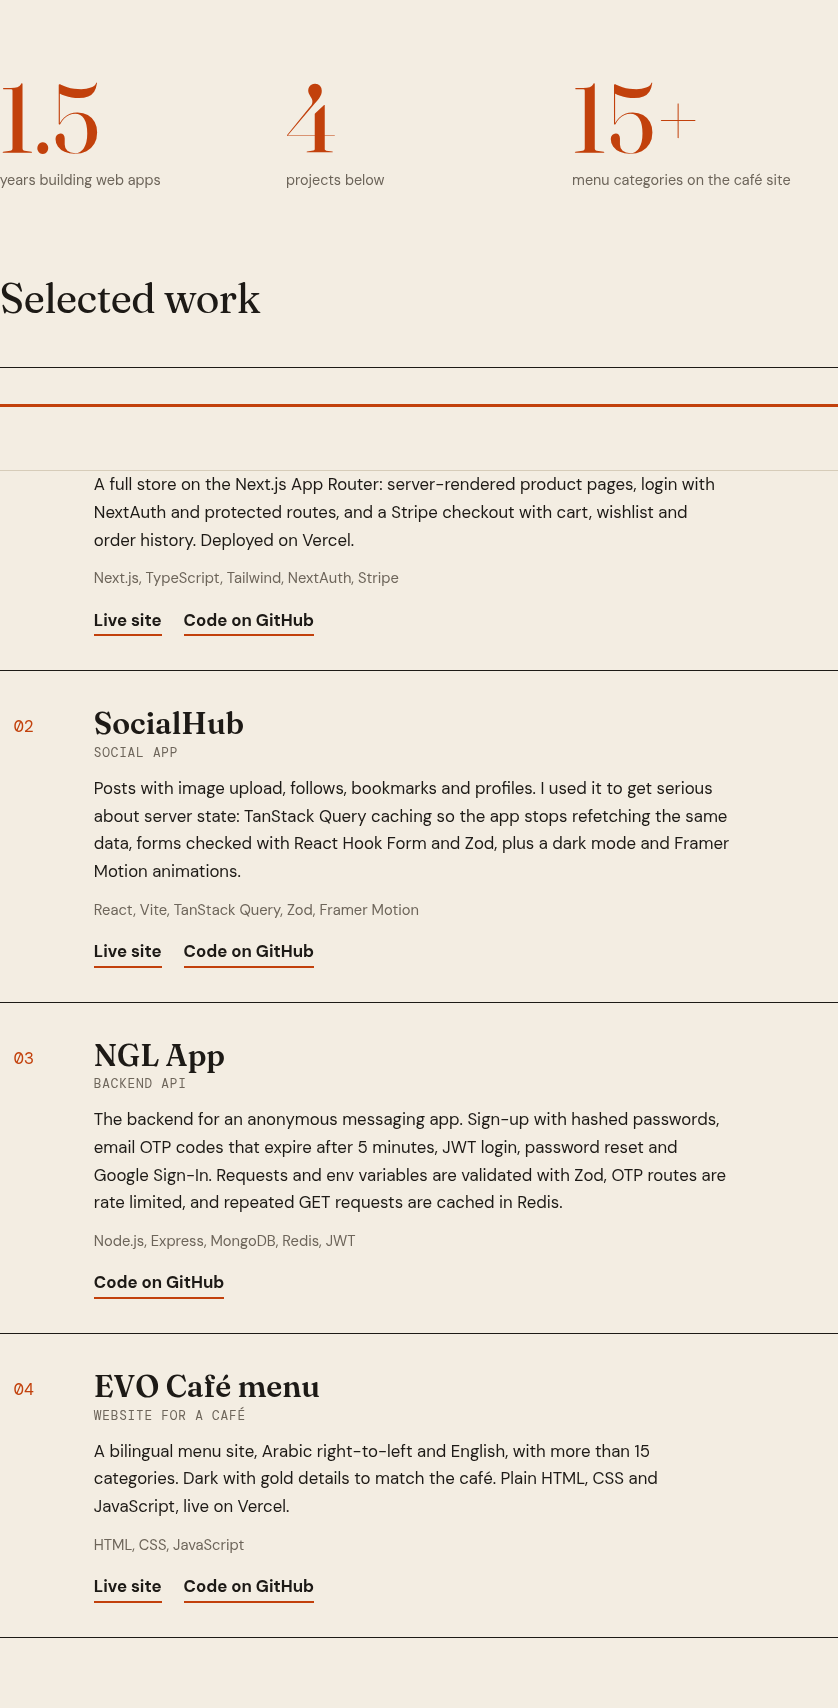 1.5
4
15+
years building web apps
projects below
menu categories on the café site
Selected work
A full store on the Next.js App Router: server-rendered product pages, login with
NextAuth and protected routes, and a Stripe checkout with cart, wishlist and
order history. Deployed on Vercel.
Next.js, TypeScript, Tailwind, NextAuth, Stripe
Live site
Code on GitHub
02
SocialHub
SOCIAL APP
Posts with image upload, follows, bookmarks and profiles. I used it to get serious
about server state: TanStack Query caching so the app stops refetching the same
data, forms checked with React Hook Form and Zod, plus a dark mode and Framer
Motion animations.
React, Vite, TanStack Query, Zod, Framer Motion
Live site
Code on GitHub
03
NGL App
BACKEND API
The backend for an anonymous messaging app. Sign-up with hashed passwords,
email OTP codes that expire after 5 minutes, JWT login, password reset and
Google Sign-In. Requests and env variables are validated with Zod, OTP routes are
rate limited, and repeated GET requests are cached in Redis.
Node.js, Express, MongoDB, Redis, JWT
Code on GitHub
04
EVO Café menu
WEBSITE FOR A CAFÉ
A bilingual menu site, Arabic right-to-left and English, with more than 15
categories. Dark with gold details to match the café. Plain HTML, CSS and
JavaScript, live on Vercel.
HTML, CSS, JavaScript
Live site
Code on GitHub